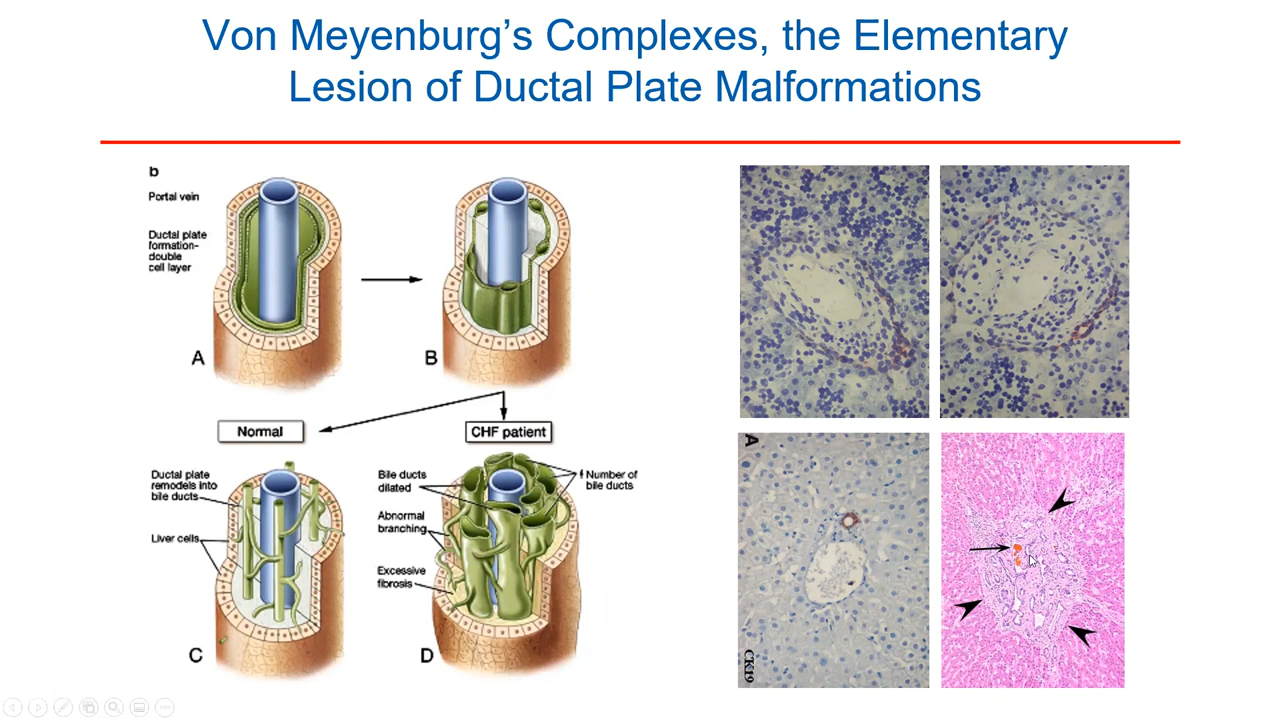 Von Meyenburg's Complexes, the Elementary
Lesion of Ductal Plate Malformations
b
Portal vein
Ductal plate
formation-
double
cell layer
A
B
Normal
CHF patient
Ductal plate
remodels into
bile ducts
Liver cells
C
Bile ducts
dilated
Abnormal
branching
Excessive
fibrosis
Number of
bile ducts
D
A
CK19